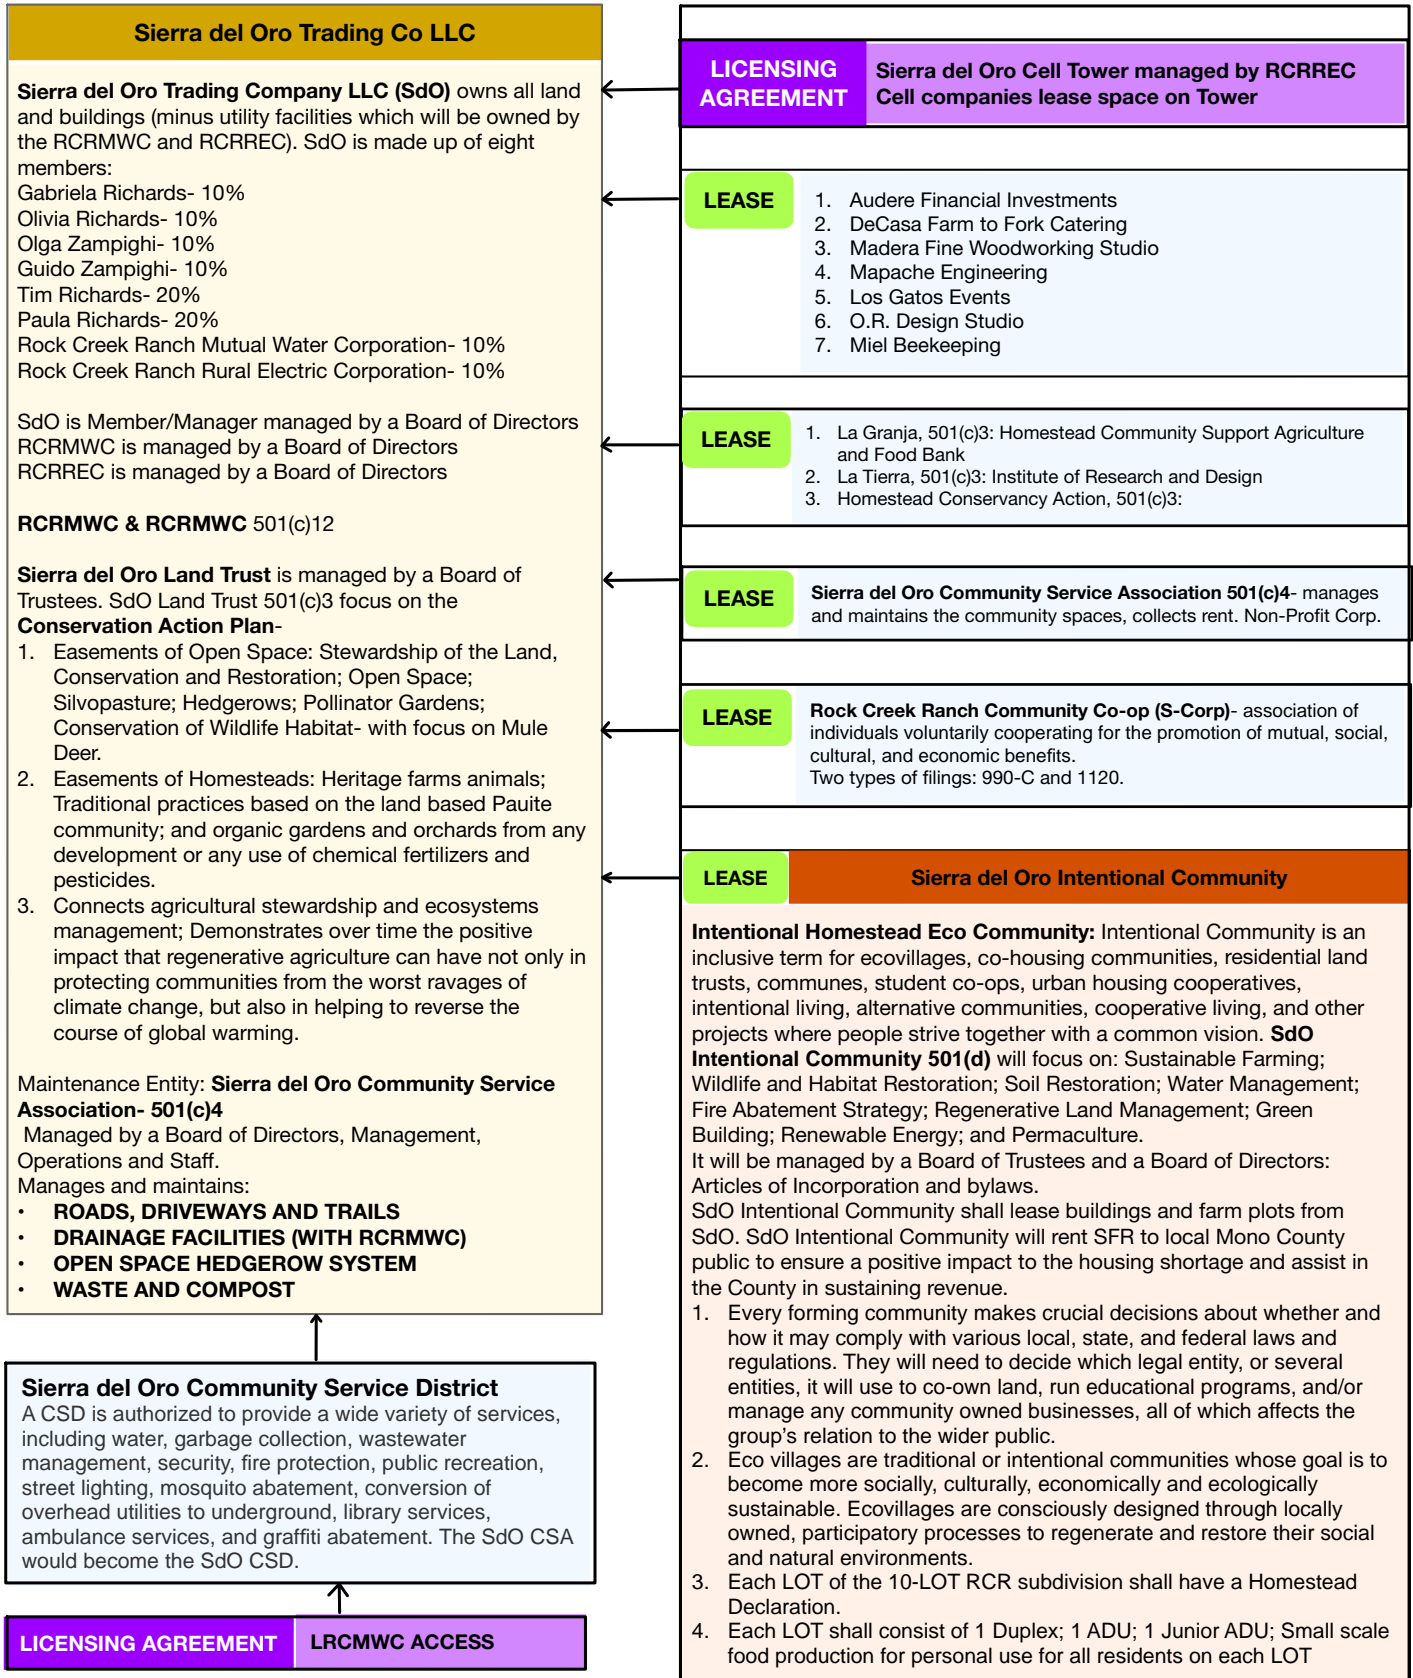 Sierra del Oro Trading Co LLC
Sierra del Oro Trading Company LLC (SdO) owns all land
and buildings (minus utility facilities which will be owned by
the RCRMWC and RCRREC). SdO is made up of eight
members:
Gabriela Richards- 10%
Olivia Richards- 10%
Olga Zampighi- 10%
Guido Zampighi- 10%
Tim Richards- 20%
Paula Richards- 20%
Rock Creek Ranch Mutual Water Corporation- 10%
Rock Creek Ranch Rural Electric Corporation- 10%
SdO is Member/Manager managed by a Board of Directors
RCRMWC is managed by a Board of Directors
RCRREC is managed by a Board of Directors
RCRMWC & RCRMWC 501(c)12
Sierra del Oro Land Trust is managed by a Board of
Trustees. SdO Land Trust 501(c)3 focus on the
Conservation Action Plan-
1. Easements of Open Space: Stewardship of the Land,
Conservation and Restoration; Open Space;
Silvopasture; Hedgerows; Pollinator Gardens;
Conservation of Wildlife Habitat- with focus on Mule
Deer.
2. Easements of Homesteads: Heritage farms animals;
Traditional practices based on the land based Pauite
community; and organic gardens and orchards from any
development or any use of chemical fertilizers and
pesticides.
3. Connects agricultural stewardship and ecosystems
management; Demonstrates over time the positive
impact that regenerative agriculture can have not only in
protecting communities from the worst ravages of
climate change, but also in helping to reverse the
course of global warming.
Maintenance Entity: Sierra del Oro Community Service
Association- 501(c)4
Managed by a Board of Directors, Management,
Operations and Staff.
Manages and maintains:
• ROADS, DRIVEWAYS AND TRAILS
• DRAINAGE FACILITIES (WITH RCRMWC)
• OPEN SPACE HEDGEROW SYSTEM
• WASTE AND COMPOST
Sierra del Oro Community Service District
A CSD is authorized to provide a wide variety of services,
including water, garbage collection, wastewater
management, security, fire protection, public recreation,
street lighting, mosquito abatement, conversion of
overhead utilities to underground, library services,
ambulance services, and graffiti abatement. The SdO CSA
would become the SdO CSD.
LICENSING AGREEMENT LRCMWC ACCESS
LICENSING
AGREEMENT
Sierra del Oro Cell Tower managed by RCRREC
Cell companies lease space on Tower
LEASE
1. Audere Financial Investments
2. DeCasa Farm to Fork Catering
3. Madera Fine Woodworking Studio
4. Mapache Engineering
5. Los Gatos Events
6. O.R. Design Studio
7. Miel Beekeeping
LEASE
1. La Granja, 501(c)3: Homestead Community Support Agriculture
and Food Bank
2. La Tierra, 501(c)3: Institute of Research and Design
3. Homestead Conservancy Action, 501(c)3:
LEASE
Sierra del Oro Community Service Association 501(c)4- manages
and maintains the community spaces, collects rent. Non-Profit Corp.
LEASE
Rock Creek Ranch Community Co-op (S-Corp)- association of
individuals voluntarily cooperating for the promotion of mutual, social,
cultural, and economic benefits.
Two types of filings: 990-C and 1120.
LEASE
Sierra del Oro Intentional Community
Intentional Homestead Eco Community: Intentional Community is an
inclusive term for ecovillages, co-housing communities, residential land
trusts, communes, student co-ops, urban housing cooperatives,
intentional living, alternative communities, cooperative living, and other
projects where people strive together with a common vision. SdO
Intentional Community 501(d) will focus on: Sustainable Farming;
Wildlife and Habitat Restoration; Soil Restoration; Water Management;
Fire Abatement Strategy; Regenerative Land Management; Green
Building; Renewable Energy; and Permaculture.
It will be managed by a Board of Trustees and a Board of Directors:
Articles of Incorporation and bylaws.
SdO Intentional Community shall lease buildings and farm plots from
SdO. SdO Intentional Community will rent SFR to local Mono County
public to ensure a positive impact to the housing shortage and assist in
the County in sustaining revenue.
1. Every forming community makes crucial decisions about whether and
how it may comply with various local, state, and federal laws and
regulations. They will need to decide which legal entity, or several
entities, it will use to co-own land, run educational programs, and/or
manage any community owned businesses, all of which affects the
group's relation to the wider public.
2. Eco villages are traditional or intentional communities whose goal is to
become more socially, culturally, economically and ecologically
sustainable. Ecovillages are consciously designed through locally
owned, participatory processes to regenerate and restore their social
and natural environments.
3. Each LOT of the 10-LOT RCR subdivision shall have a Homestead
Declaration.
4. Each LOT shall consist of 1 Duplex; 1 ADU; 1 Junior ADU; Small scale
food production for personal use for all residents on each LOT